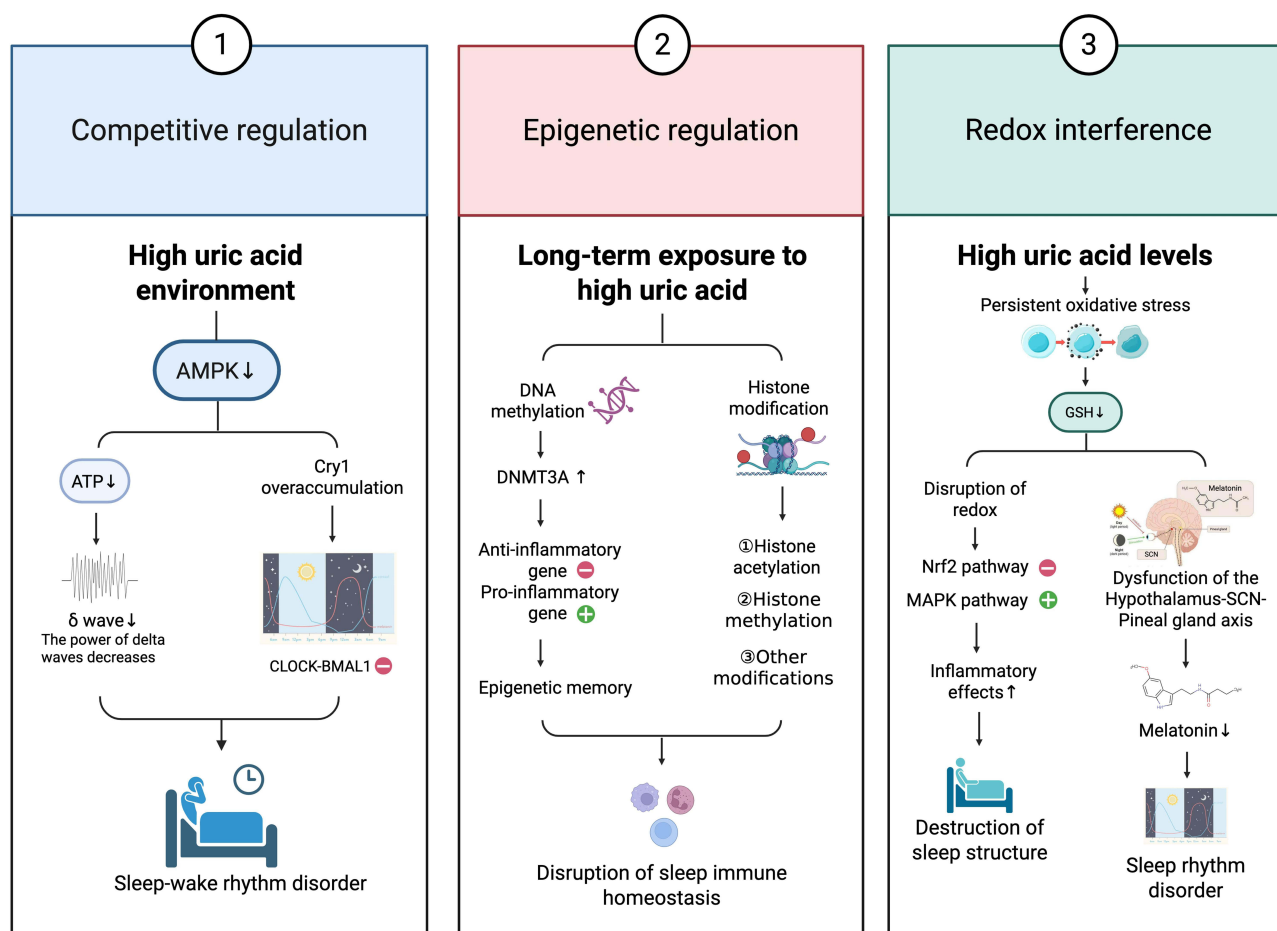 1
Competitive regulation
High uric acid
environment
AMPK↓
ATP↓
Cry1
overaccumulation
δ wave↓
The power of delta
waves decreases
CLOCK-BMAL1
Sleep-wake rhythm disorder
2
Epigenetic regulation
Long-term exposure to
high uric acid
DNA
methylation
DNMT3A ↑
Anti-inflammatory
gene
Pro-inflammatory
gene
Epigenetic memory
Histone
modification
①Histone
acetylation
②Histone
methylation
③Other
modifications
Disruption of sleep immune
homeostasis
3
Redox interference
High uric acid levels
Persistent oxidative stress
GSH↓
Disruption of
redox
Nrf2 pathway
MAPK pathway
Inflammatory
effects↑
Destruction of
sleep structure
Melatonin
Day
Night
SCN
Pineal gland
Dysfunction of the
Hypothalamus-SCN-
Pineal gland axis
Melatonin↓
Sleep rhythm
disorder